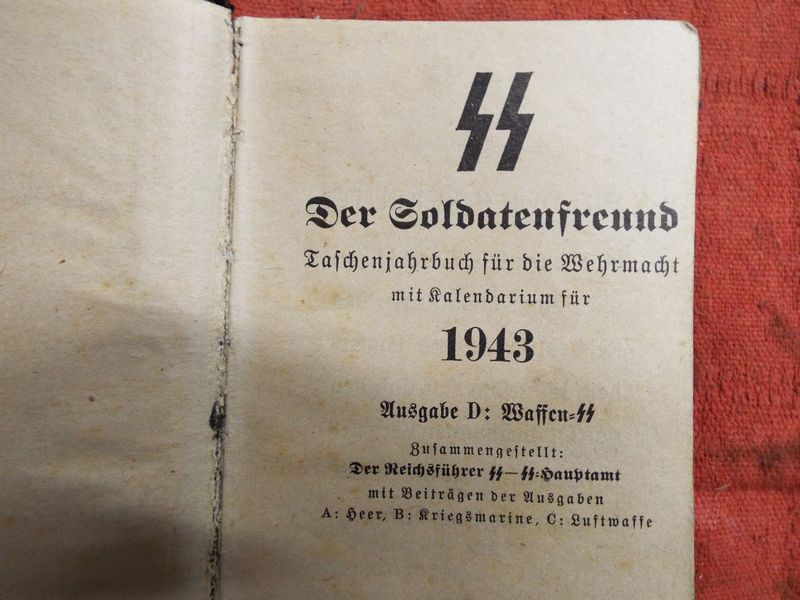 ᛋᛋ
Der Soldatenfreund
Taſchenjahrbuch für die Wehrmacht
mit Kalendarium für
1943
Ausgabe D: Waffen-ᛋᛋ
Zuſammengeſtellt:
Der Reichsführer ᛋᛋ—ᛋᛋ-Hauptamt
mit Beiträgen der Ausgaben
A: Heer, B: Kriegsmarine, C: Luftwaffe